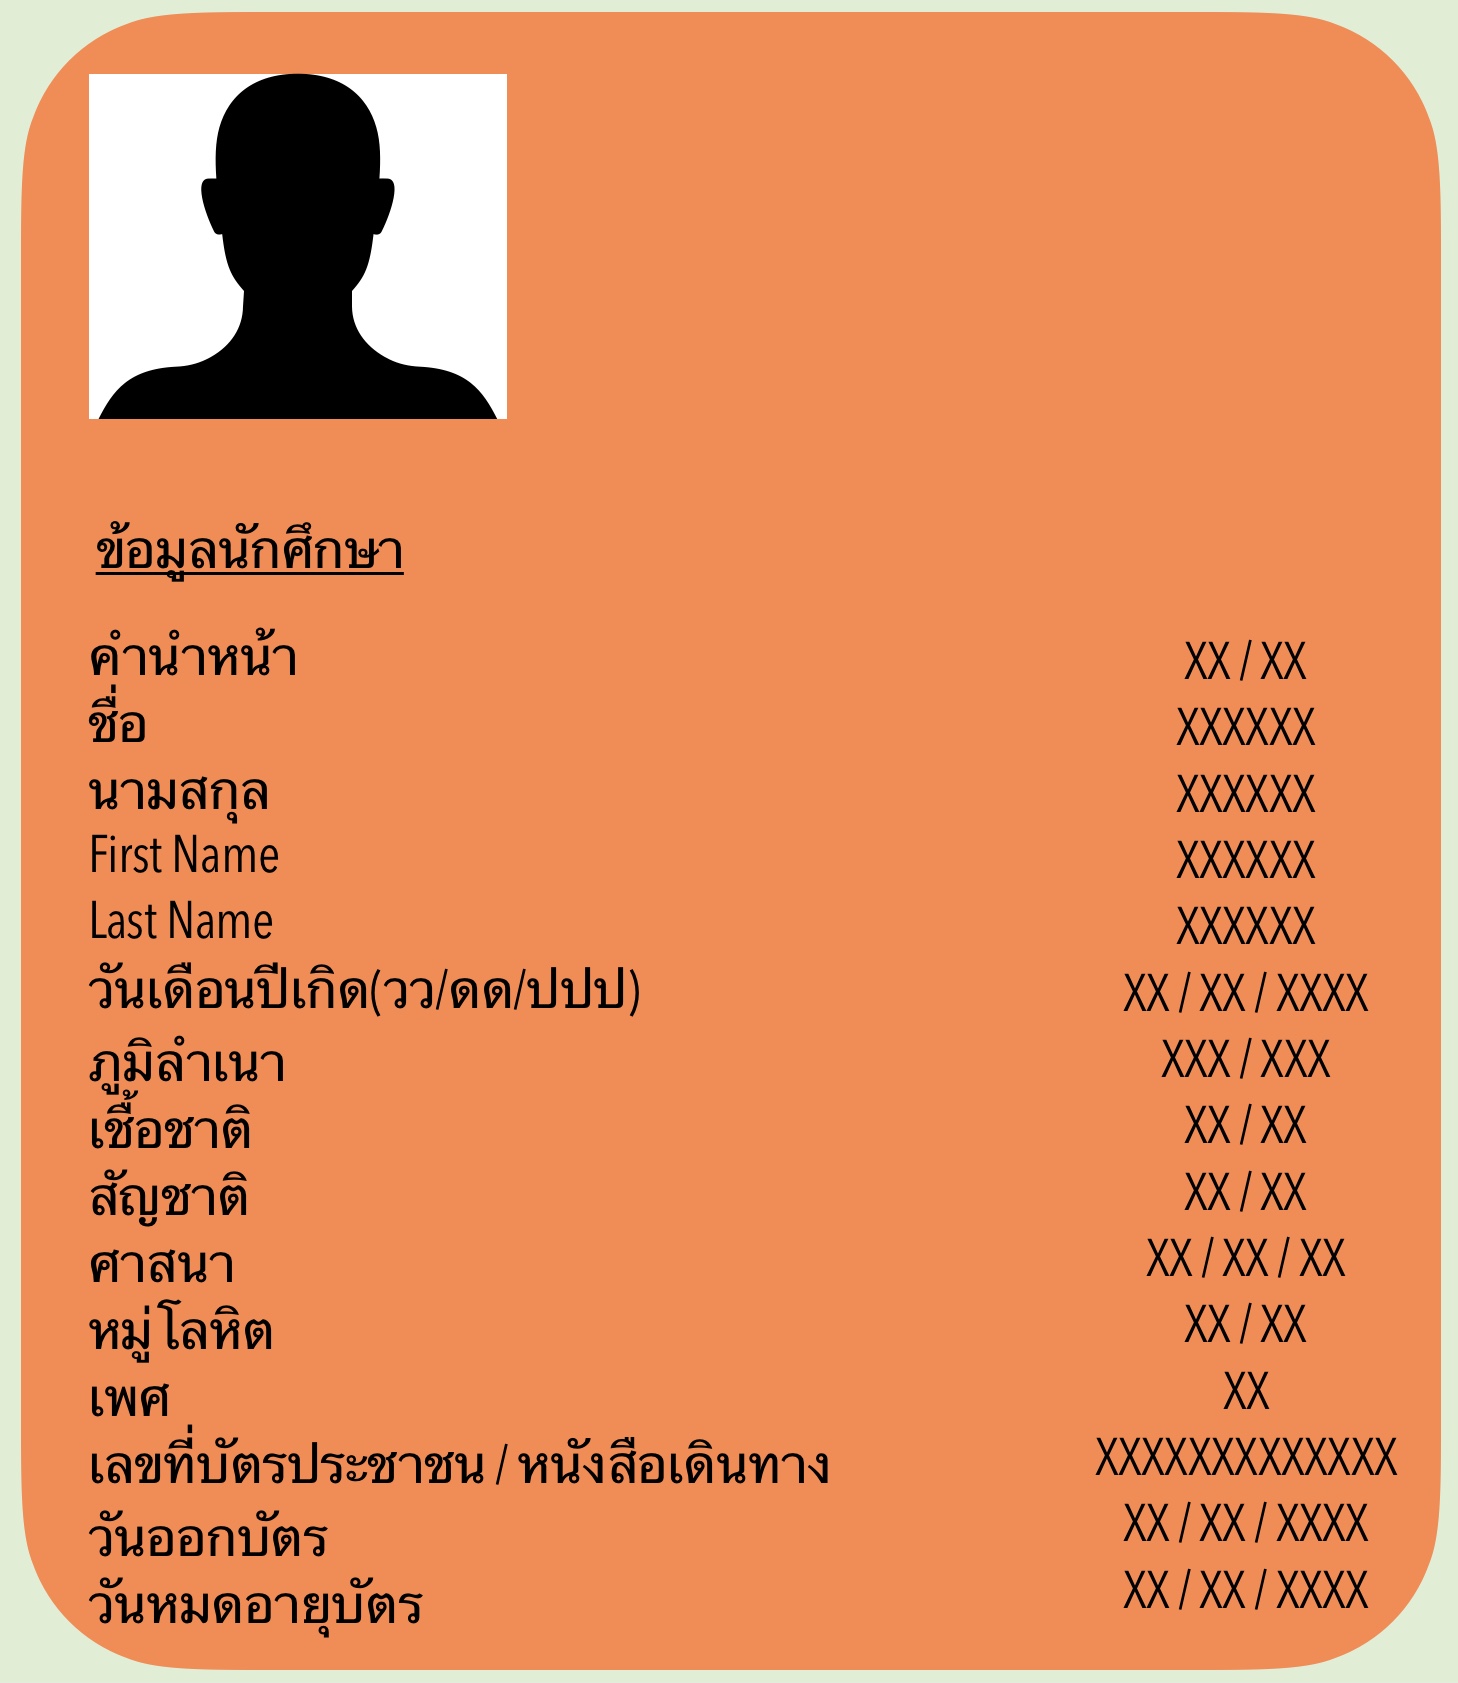 ข้อมูลนักศึกษา
คำนำหน้า XX / XX
ชื่อ XXXXXX
นามสกุล XXXXXX
First Name XXXXXX
Last Name XXXXXX
วันเดือนปีเกิด(วว/ดด/ปปป) XX / XX / XXXX
ภูมิลำเนา XXX / XXX
เชื้อชาติ XX / XX
สัญชาติ XX / XX
ศาสนา XX / XX / XX
หมู่โลหิต XX / XX
เพศ XX
เลขที่บัตรประชาชน / หนังสือเดินทาง XXXXXXXXXXXXX
วันออกบัตร XX / XX / XXXX
วันหมดอายุบัตร XX / XX / XXXX